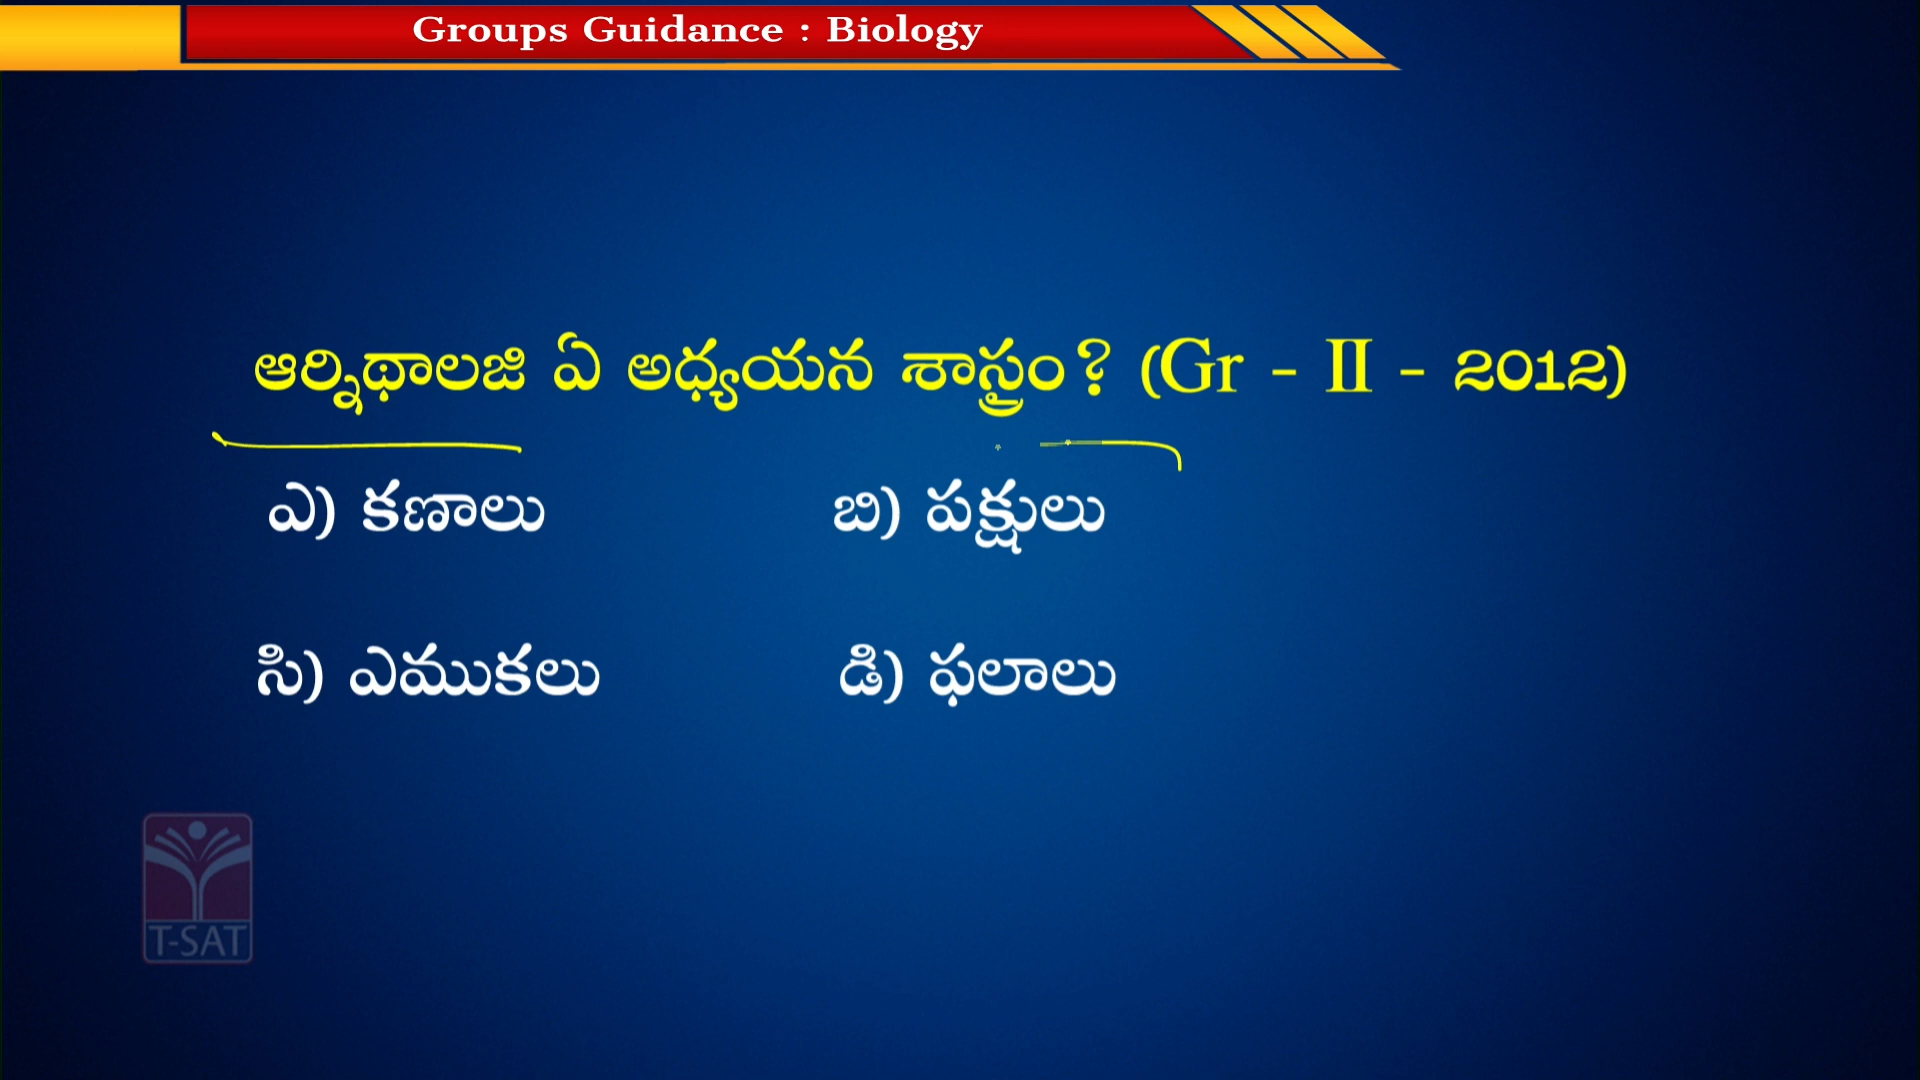 Groups Guidance : Biology
ఆర్నిథాలజి ఏ అధ్యయన శాస్త్రం? (Gr - II - 2012)
ఎ) కణాలు బి) పక్షులు
సి) ఎముకలు డి) ఫలాలు
T-SAT